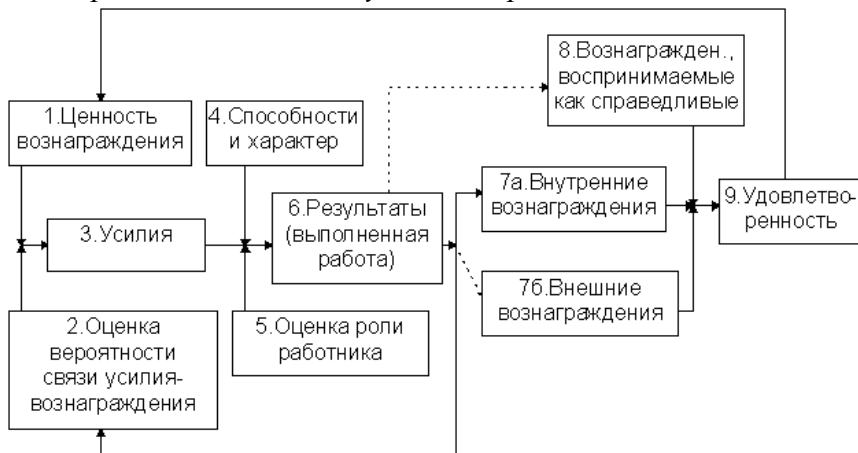 8.Вознагражден.,
воспринимаемые
как справедливые
1.Ценность
вознаграждения
4.Способности
и характер
7а.Внутренние
вознаграждения
9.Удовлетво-
ренность
6.Результаты
(выполненная
работа)
3.Усилия
7б.Внешние
вознаграждения
2.Оценка
вероятности
связи усилия-
вознаграждения
5.Оценка роли
работника